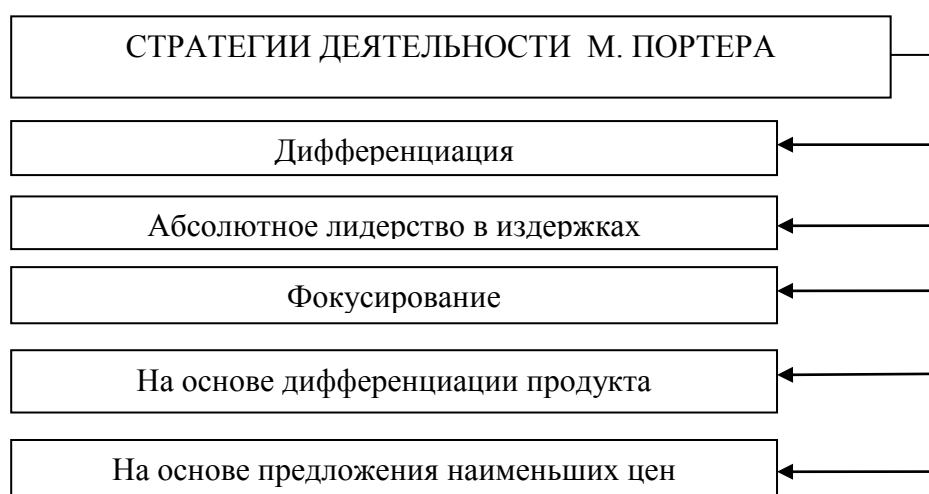 СТРАТЕГИИ ДЕЯТЕЛЬНОСТИ М. ПОРТЕРА
Дифференциация
Абсолютное лидерство в издержках
Фокусирование
На основе дифференциации продукта
На основе предложения наименьших цен